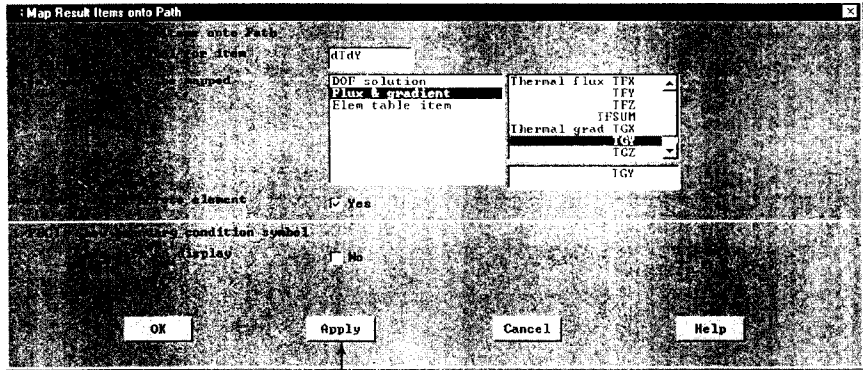 : Map Result Items onto Path
onto Path
item
dTdY
mapped
DOF solution
Flux & gradient
Elem table item
Thermal flux TFX
TFY
TFZ
TFSUM
Thermal grad TGX
TGY
TGZ
TGY
element
Yes
condition symbol
display
No
OK
Apply
Cancel
Help